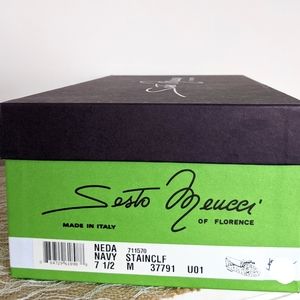 Sesto Meucci
MADE IN ITALY
OF FLORENCE
NEDA 711570
NAVY STAINCLF
7 1/2 M 37791 U01